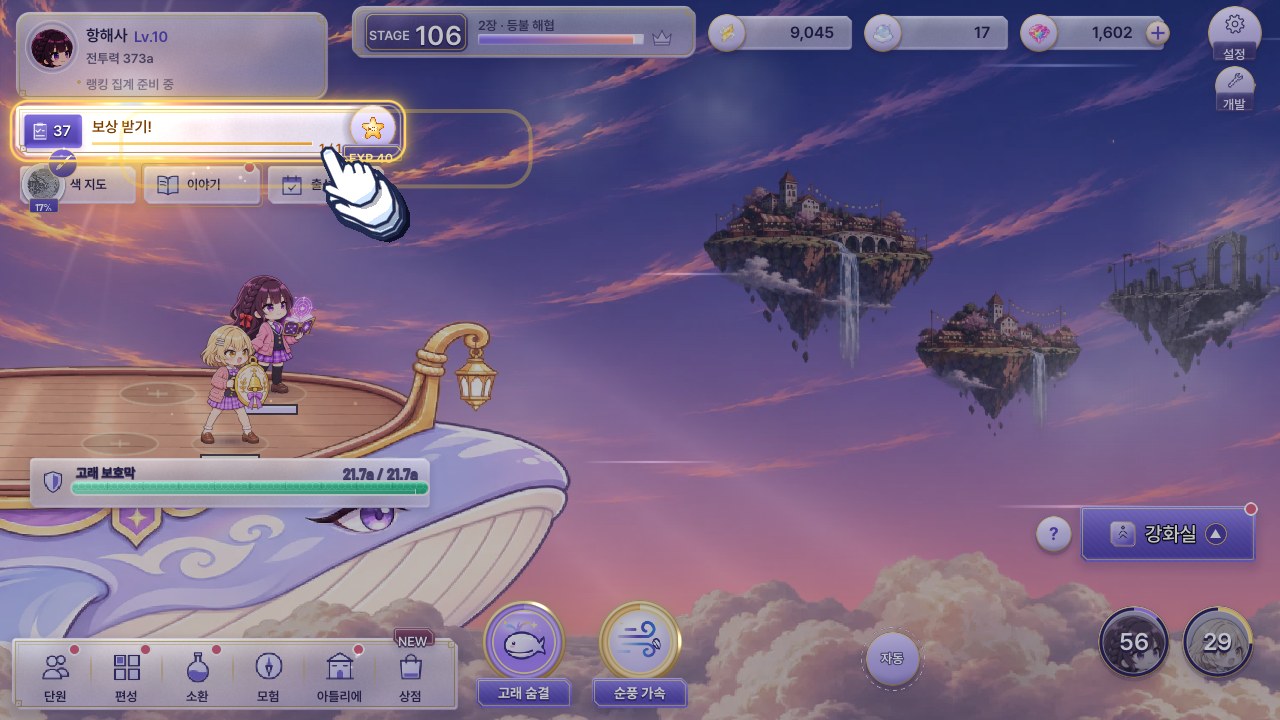 항해사 Lv.10
전투력 373a
랭킹 집계 준비 중
STAGE 106
2장 · 등불 해협
9,045
17
1,602
설정
개발
37
보상 받기!
EXP 40
색 지도
17%
이야기
고래 보호막
21.7a / 21.7a
?
강화실
NEW
단원
편성
소환
모험
아틀리에
상점
고래 숨결
순풍 가속
자동
56
29